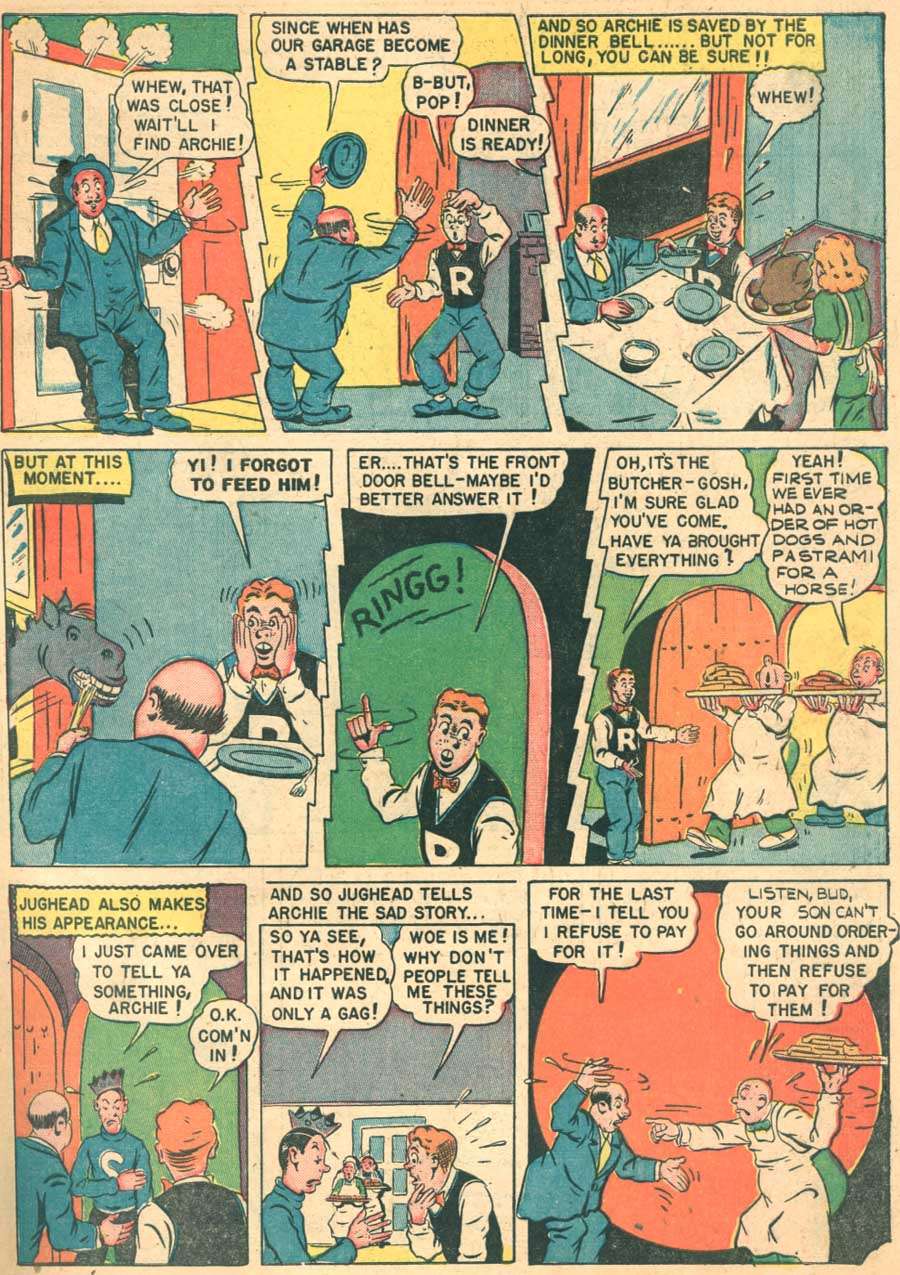 WHEW, THAT
WAS CLOSE!
WAIT'LL I
FIND ARCHIE!
SINCE WHEN HAS
OUR GARAGE BECOME
A STABLE?
B-BUT,
POP!
DINNER
IS READY!
R
AND SO ARCHIE IS SAVED BY THE
DINNER BELL...... BUT NOT FOR
LONG, YOU CAN BE SURE!!
WHEW!
R
BUT AT THIS
MOMENT....
YI! I FORGOT
TO FEED HIM!
R
ER....THAT'S THE FRONT
DOOR BELL-MAYBE I'D
BETTER ANSWER IT!
RINGG!
R
OH, IT'S THE
BUTCHER-GOSH,
I'M SURE GLAD
YOU'VE COME.
HAVE YA BROUGHT
EVERYTHING?
YEAH!
FIRST TIME
WE EVER
HAD AN OR-
DER OF HOT
DOGS AND
PASTRAMI
FOR A
HORSE!
R
JUGHEAD ALSO MAKES
HIS APPEARANCE...
I JUST CAME OVER
TO TELL YA
SOMETHING,
ARCHIE!
O.K.
COM'N
IN!
S
AND SO JUGHEAD TELLS
ARCHIE THE SAD STORY...
SO YA SEE,
THAT'S HOW
IT HAPPENED,
AND IT WAS
ONLY A GAG!
WOE IS ME!
WHY DON'T
PEOPLE TELL
ME THESE
THINGS?
FOR THE LAST
TIME-I TELL YOU
I REFUSE TO PAY
FOR IT!
LISTEN, BUD,
YOUR SON CAN'T
GO AROUND ORDER-
ING THINGS AND
THEN REFUSE
TO PAY FOR
THEM!